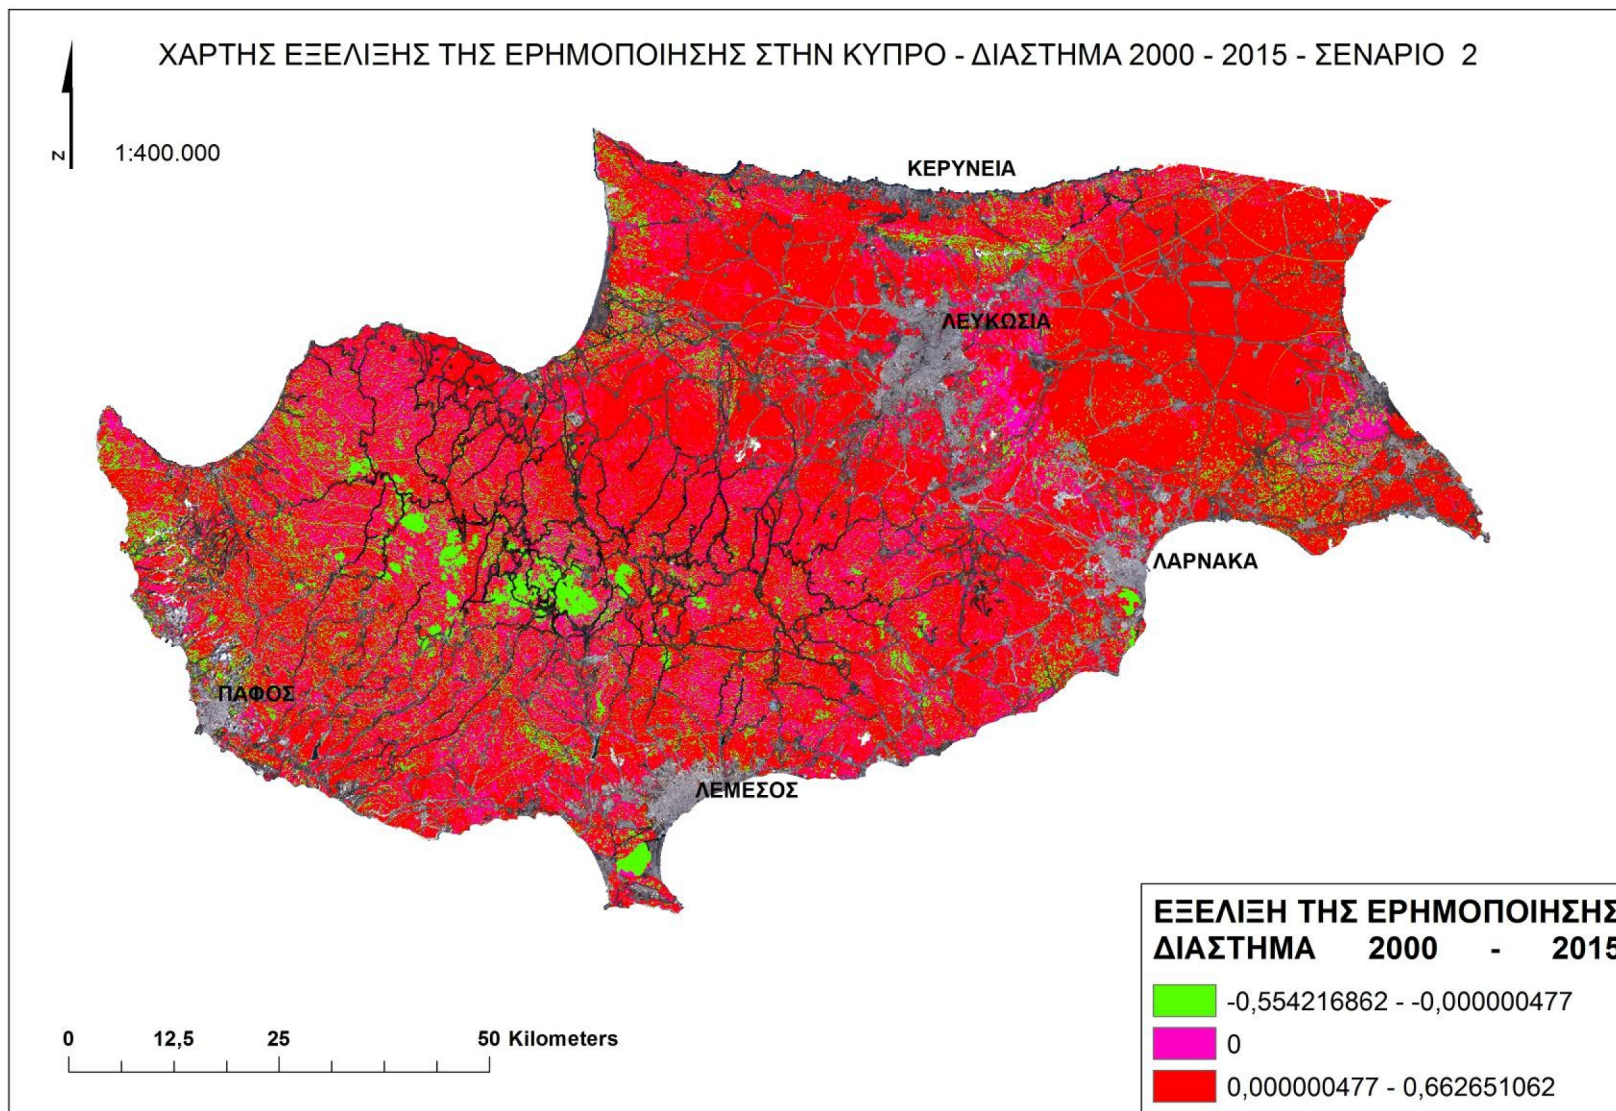 ΧΑΡΤΗΣ ΕΞΕΛΙΞΗΣ ΤΗΣ ΕΡΗΜΟΠΟΙΗΣΗΣ ΣΤΗΝ ΚΥΠΡΟ - ΔΙΑΣΤΗΜΑ 2000 - 2015 - ΣΕΝΑΡΙΟ 2
Z
1:400.000
ΚΕΡΥΝΕΙΑ
ΛΕΥΚΩΣΙΑ
ΛΑΡΝΑΚΑ
ΠΑΦΟΣ
ΛΕΜΕΣΟΣ
ΕΞΕΛΙΞΗ ΤΗΣ ΕΡΗΜΟΠΟΙΗΣΗΣ
ΔΙΑΣΤΗΜΑ 2000 - 2015
-0,554216862 - -0,000000477
0
0,000000477 - 0,662651062
0 12,5 25 50 Kilometers